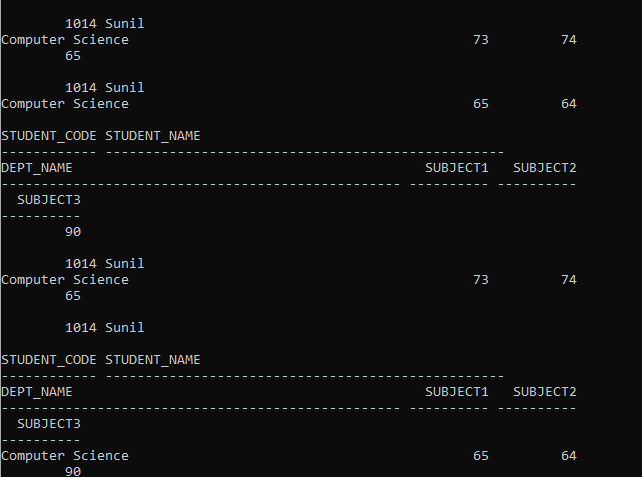 1014 Sunil
Computer Science 73 74
65
1014 Sunil
Computer Science 65 64
STUDENT_CODE STUDENT_NAME
------------ --------------------------------------------------
DEPT_NAME SUBJECT1 SUBJECT2
-------------------------------------------------- ---------- ----------
SUBJECT3
----------
90
1014 Sunil
Computer Science 73 74
65
1014 Sunil
STUDENT_CODE STUDENT_NAME
------------ --------------------------------------------------
DEPT_NAME SUBJECT1 SUBJECT2
-------------------------------------------------- ---------- ----------
SUBJECT3
----------
Computer Science 65 64
90